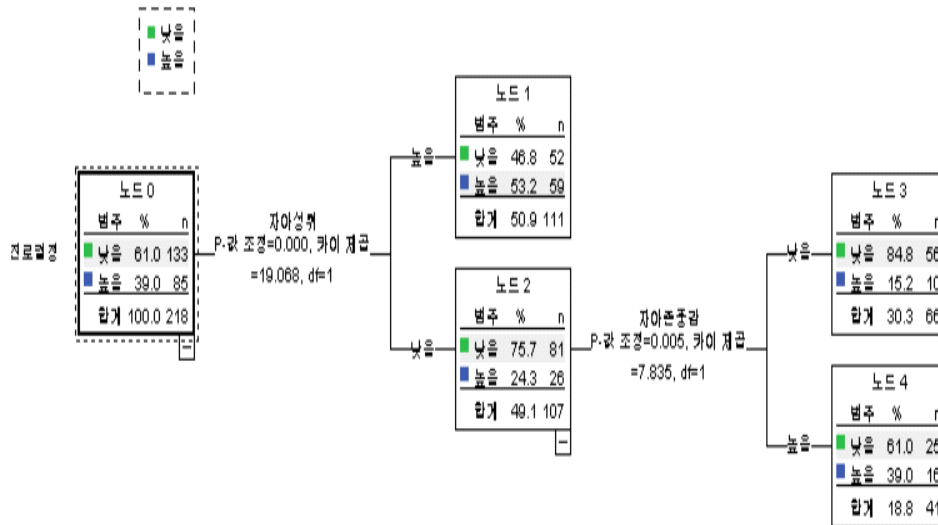 낮음
높음
노드 1
범주 % n
낮음 46.8 52
높음 53.2 59
합계 50.9 111
높음
노드 0
범주 % n
낮음 61.0 133
높음 39.0 85
합계 100.0 218
진로결정
자아성취
P-값 조정=0.000, 카이 제곱
=19.068, df=1
낮음
노드 2
범주 % n
낮음 75.7 81
높음 24.3 26
합계 49.1 107
자아존중감
P-값 조정=0.005, 카이 제곱
=7.835, df=1
낮음
노드 3
범주 % n
낮음 84.8 56
높음 15.2 10
합계 30.3 66
높음
노드 4
범주 % n
낮음 61.0 25
높음 39.0 16
합계 18.8 41